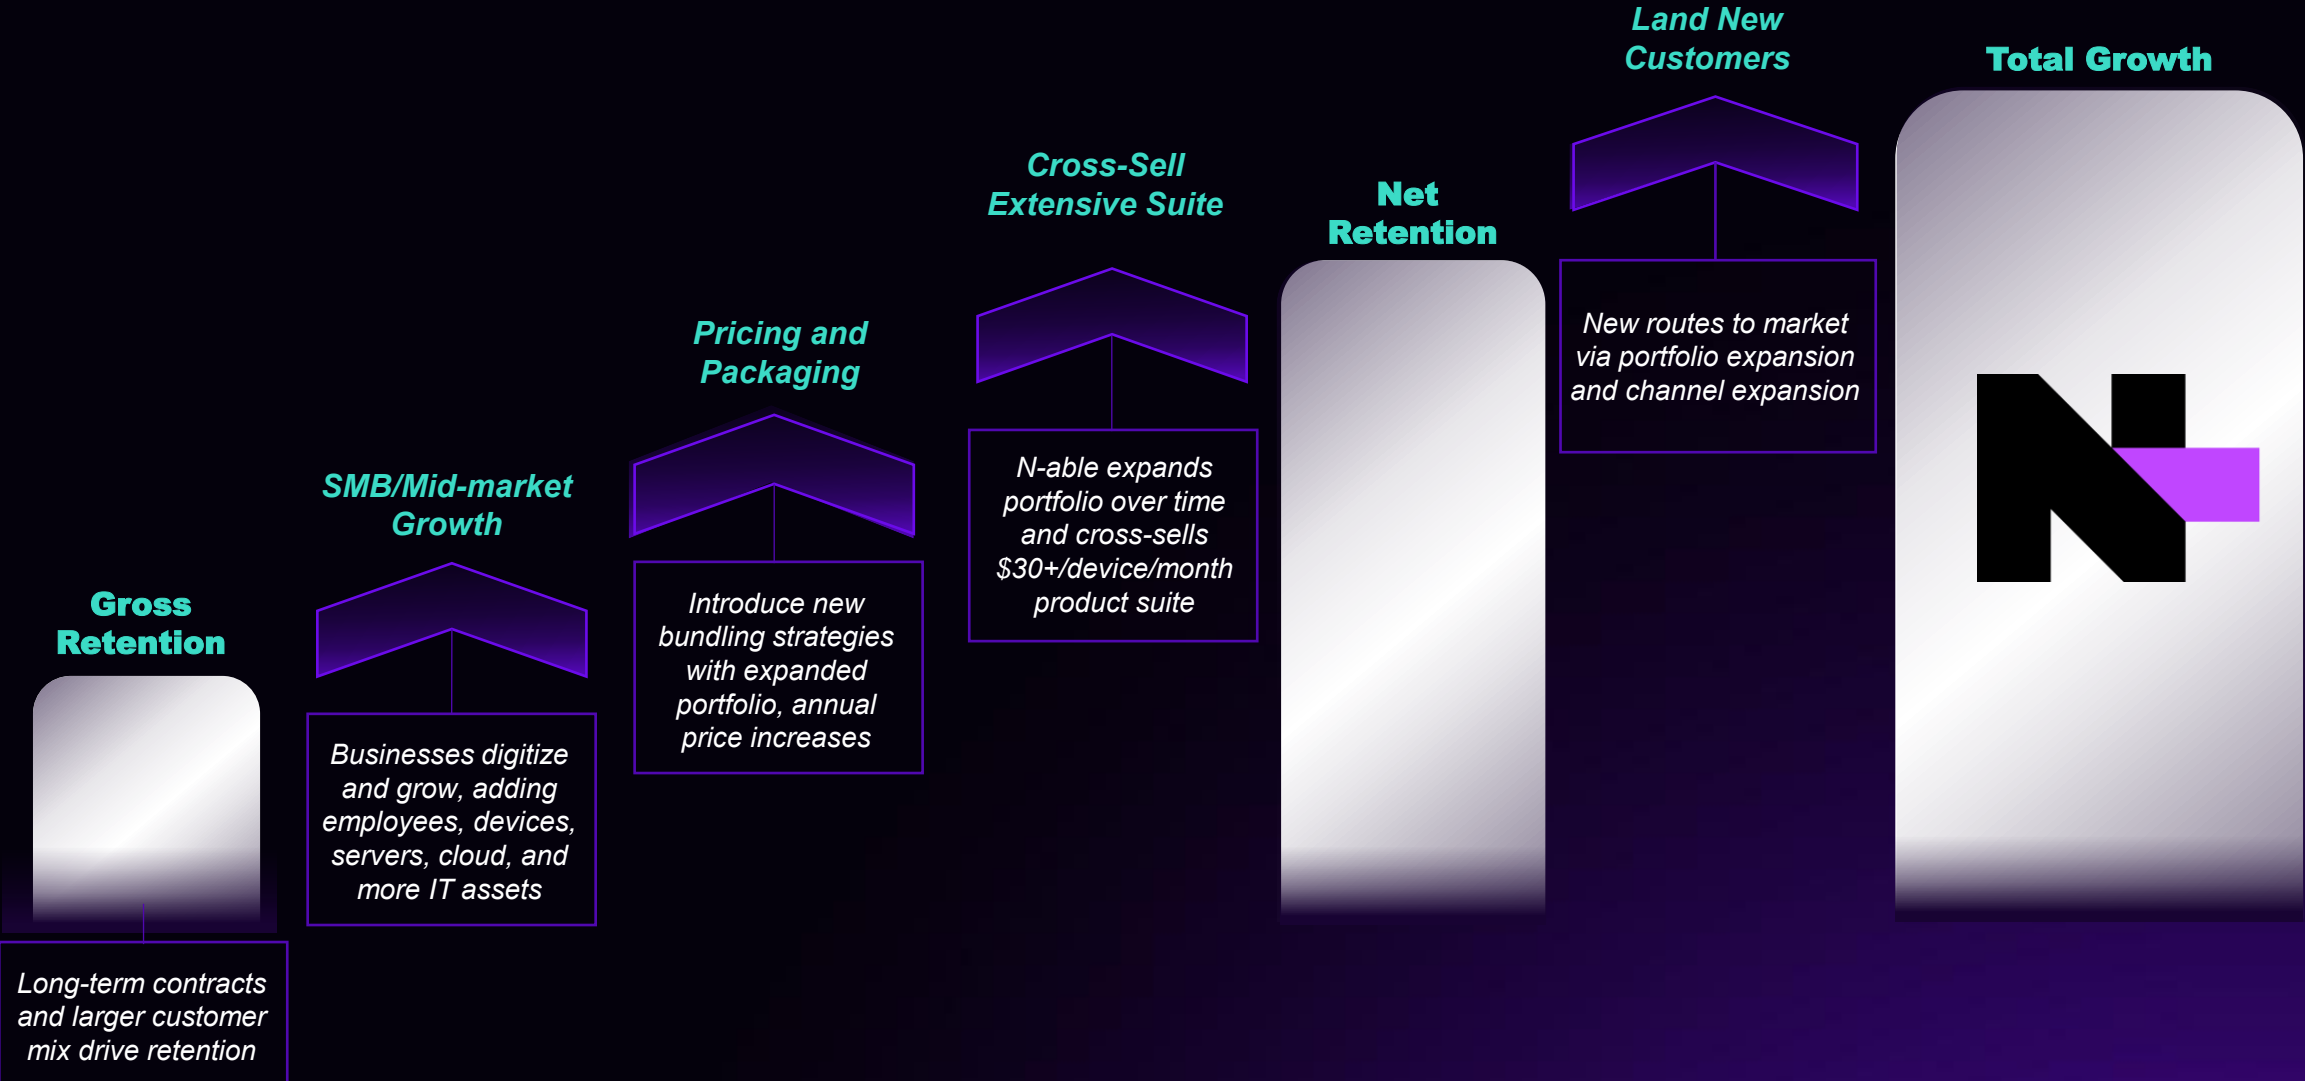 Gross
Retention
Long-term contracts
and larger customer
mix drive retention
SMB/Mid-market
Growth
Businesses digitize
and grow, adding
employees, devices,
servers, cloud, and
more IT assets
Pricing and
Packaging
Introduce new
bundling strategies
with expanded
portfolio, annual
price increases
Cross-Sell
Extensive Suite
N-able expands
portfolio over time
and cross-sells
$30+/device/month
product suite
Net
Retention
Land New
Customers
New routes to market
via portfolio expansion
and channel expansion
Total Growth
N